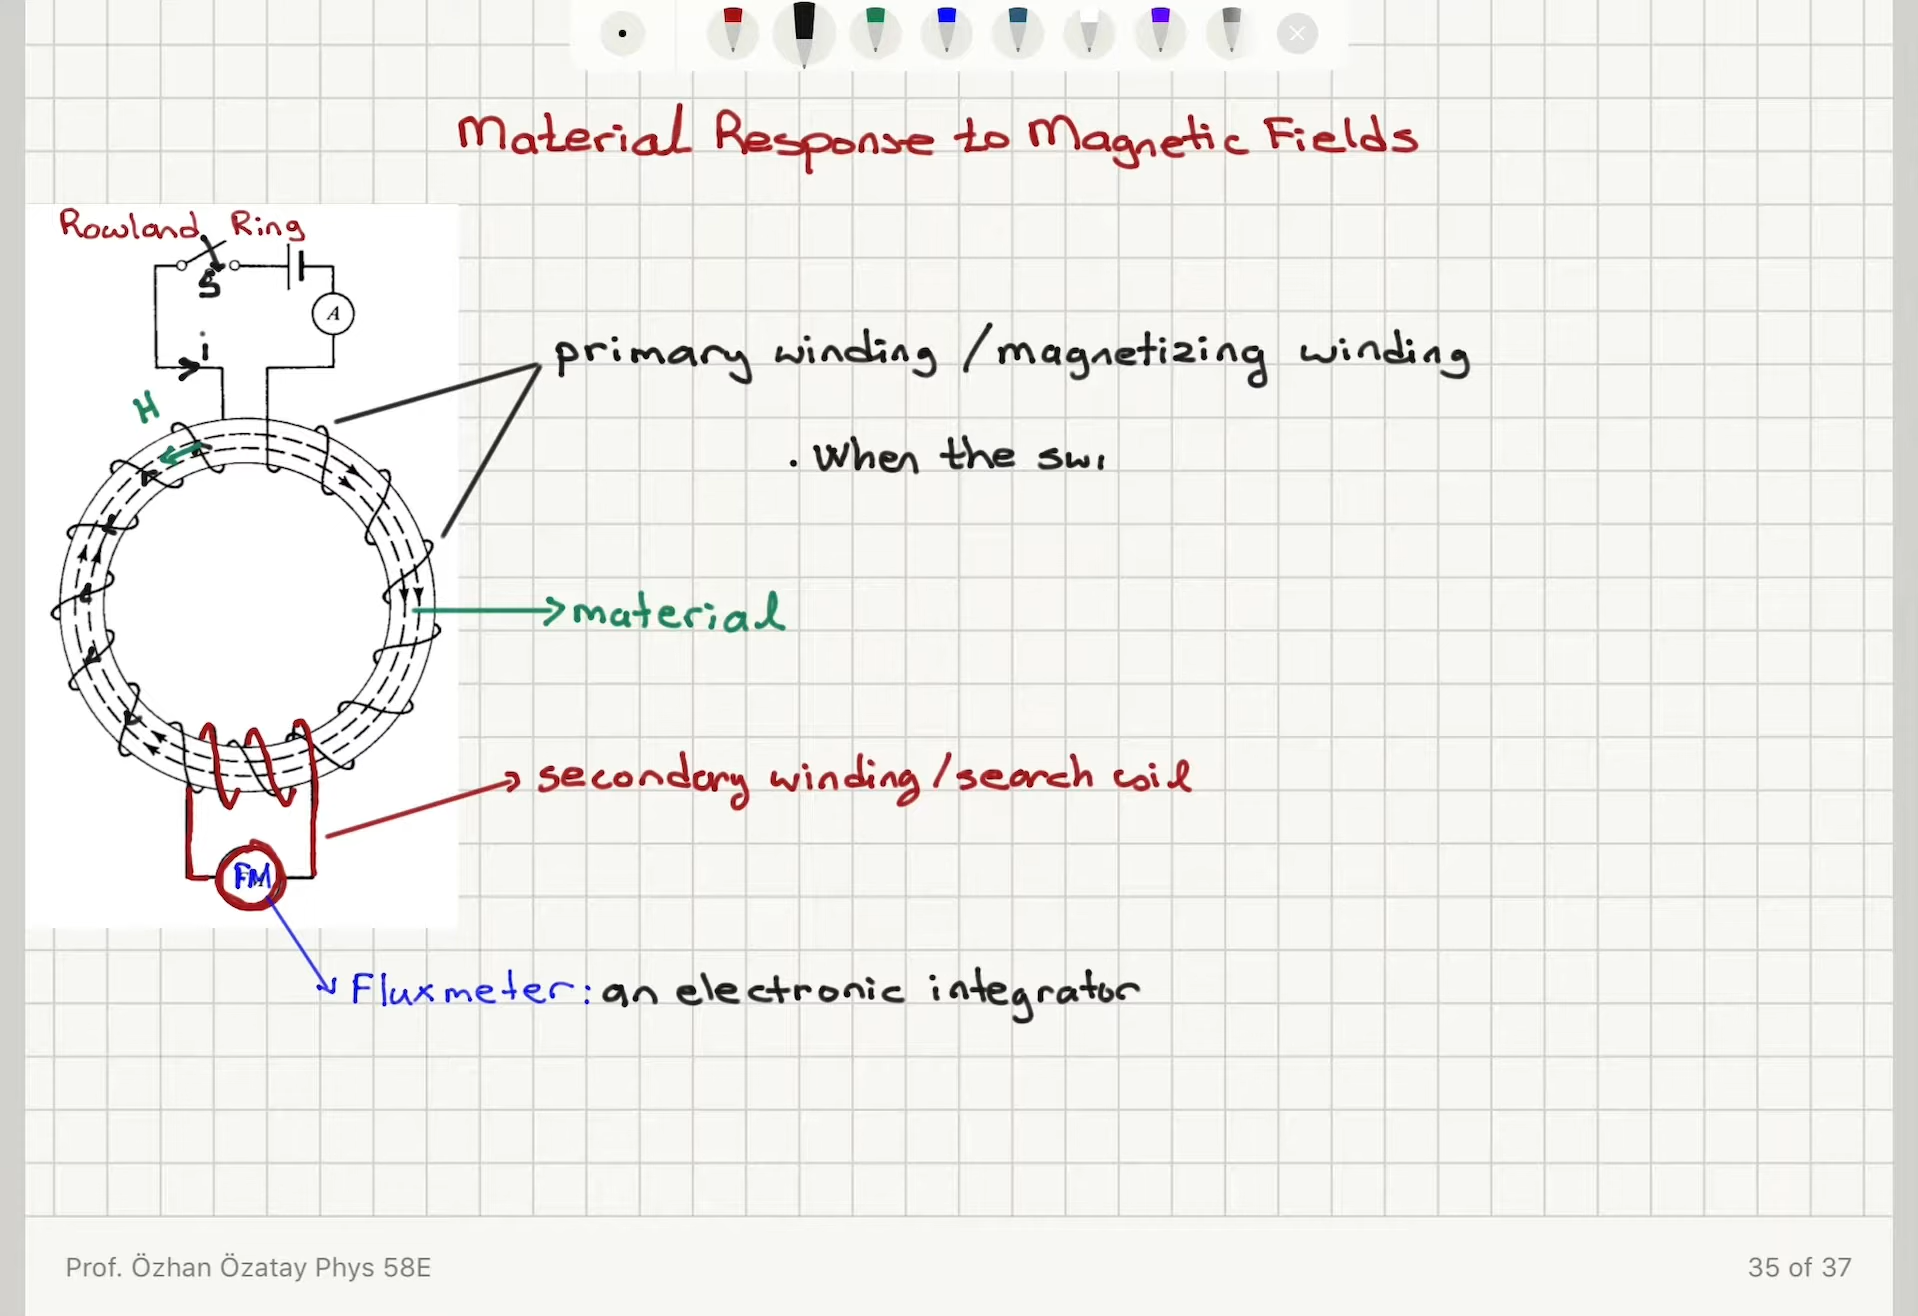 Material Response to Magnetic Fields
Rowland Ring
S
A
i
H
primary winding / magnetizing winding
. When the swi
material
secondary winding / search coil
FM
Fluxmeter: an electronic integrator
Prof. Özhan Özatay Phys 58E
35 of 37